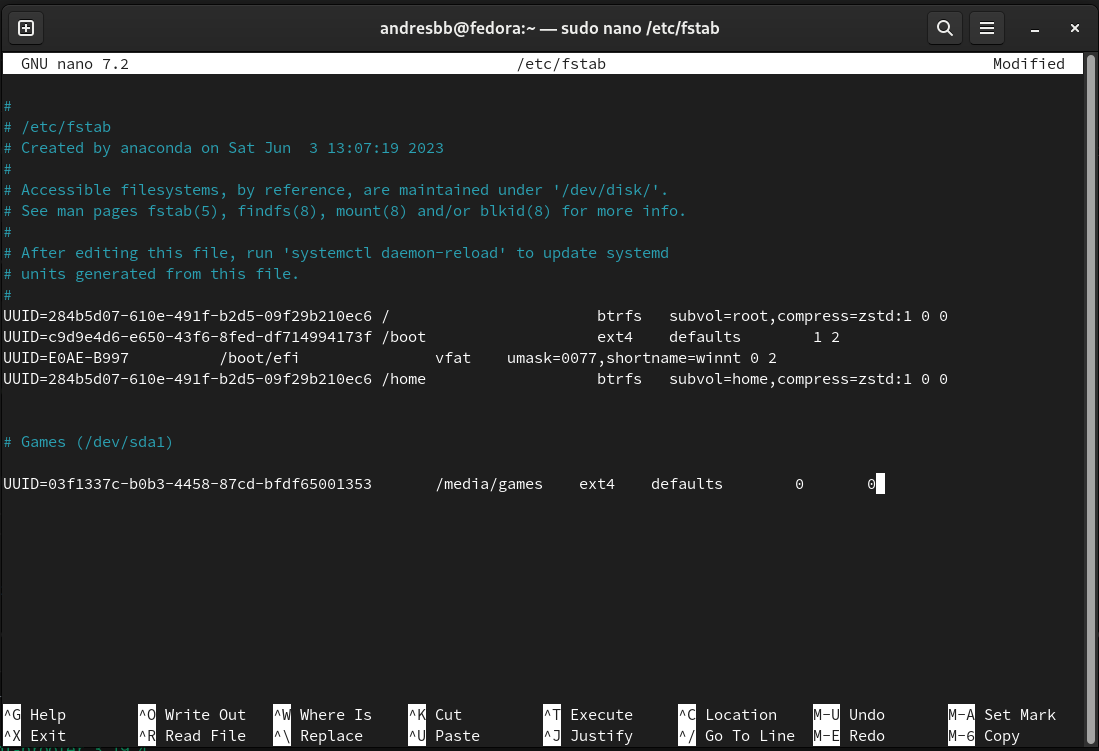 andresbb@fedora:~ — sudo nano /etc/fstab
GNU nano 7.2 /etc/fstab Modified
#
# /etc/fstab
# Created by anaconda on Sat Jun  3 13:07:19 2023
#
# Accessible filesystems, by reference, are maintained under '/dev/disk/'.
# See man pages fstab(5), findfs(8), mount(8) and/or blkid(8) for more info.
#
# After editing this file, run 'systemctl daemon-reload' to update systemd
# units generated from this file.
#
UUID=284b5d07-610e-491f-b2d5-09f29b210ec6 / btrfs subvol=root,compress=zstd:1 0 0
UUID=c9d9e4d6-e650-43f6-8fed-df714994173f /boot ext4 defaults 1 2
UUID=E0AE-B997 /boot/efi vfat umask=0077,shortname=winnt 0 2
UUID=284b5d07-610e-491f-b2d5-09f29b210ec6 /home btrfs subvol=home,compress=zstd:1 0 0
# Games (/dev/sda1)
UUID=03f1337c-b0b3-4458-87cd-bfdf65001353 /media/games ext4 defaults 0 0
^G Help ^O Write Out ^W Where Is ^K Cut ^T Execute ^C Location M-U Undo M-A Set Mark
^X Exit ^R Read File ^\ Replace ^U Paste ^J Justify ^/ Go To Line M-E Redo M-6 Copy